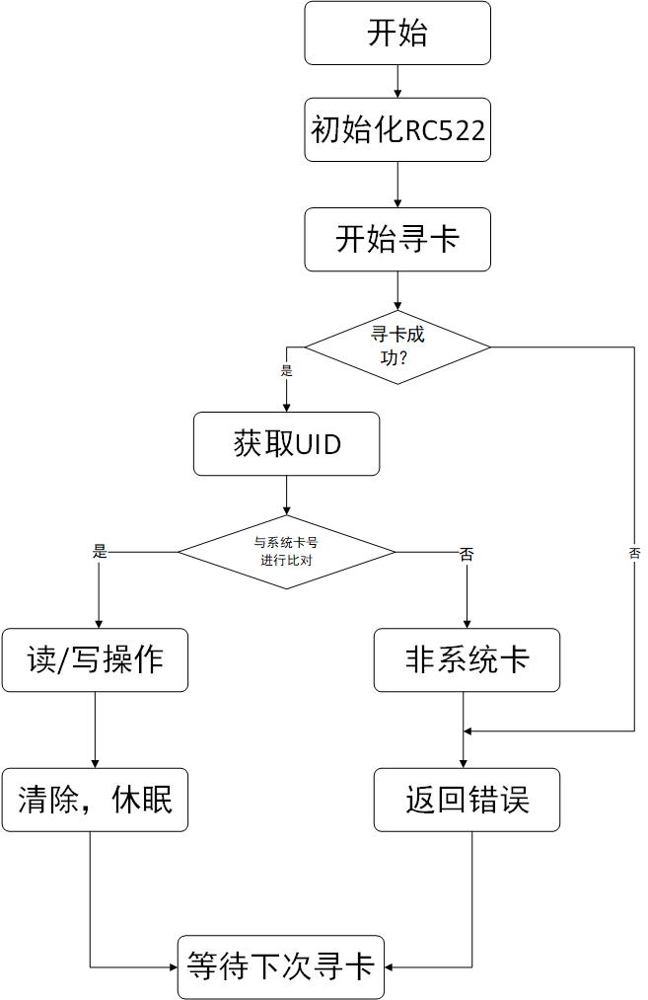 开始
初始化RC522
开始寻卡
寻卡成
功?
是
获取UID
与系统卡号
进行比对
是
否
否
读/写操作
非系统卡
清除，休眠
返回错误
等待下次寻卡